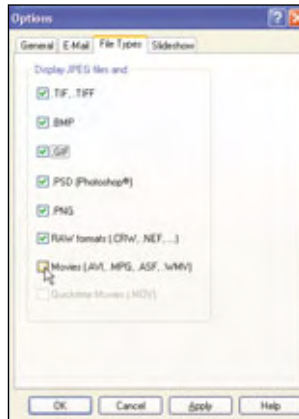 Options
General E-Mail File Types Slideshow
Display JPEG files and
.TIF, .TIFF
.BMP
.GIF
.PSD (Photoshop®)
.PNG
RAW formats (.CRW, .NEF, ...)
Movies (.AVI, .MPG, .ASF, .WMV)
Quicktime Movies (.MOV)
OK Cancel Apply Help